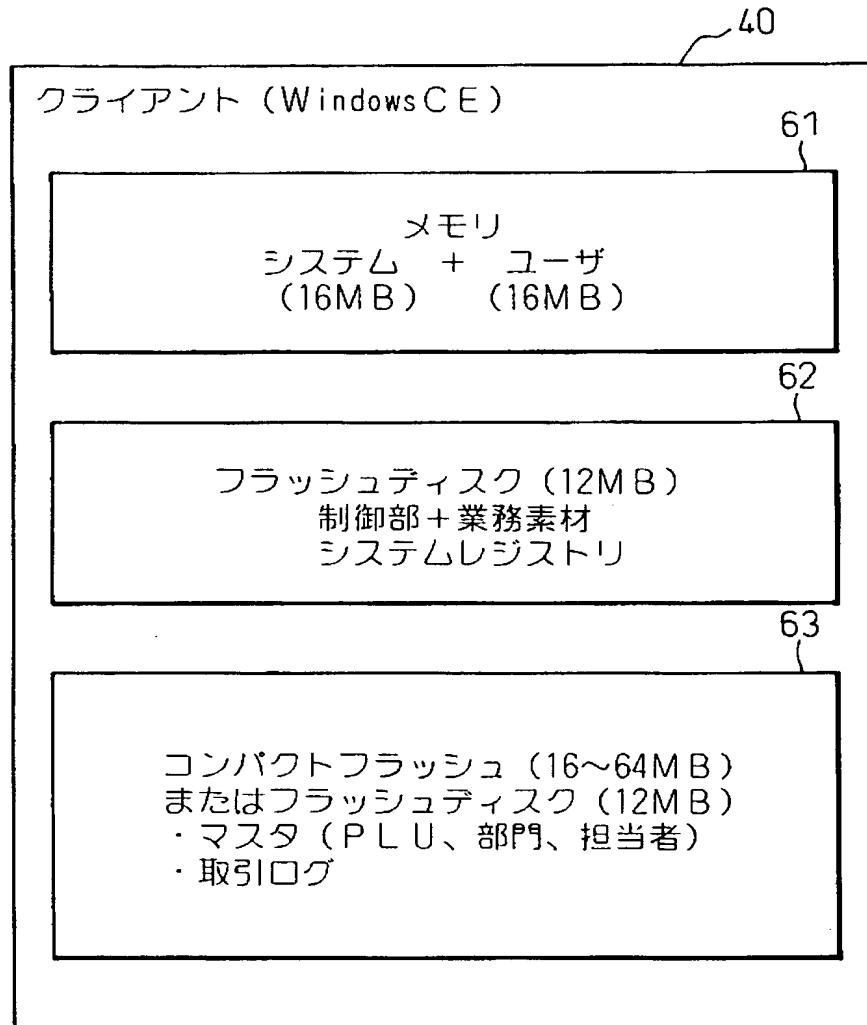 40
クライアント（WindowsCE）
61
メモリ
システム + ユーザ
(16MB) (16MB)
62
フラッシュディスク（12MB）
制御部＋業務素材
システムレジストリ
63
コンパクトフラッシュ（16～64MB）
またはフラッシュディスク（12MB）
・マスタ（PLU、部門、担当者）
・取引ログ